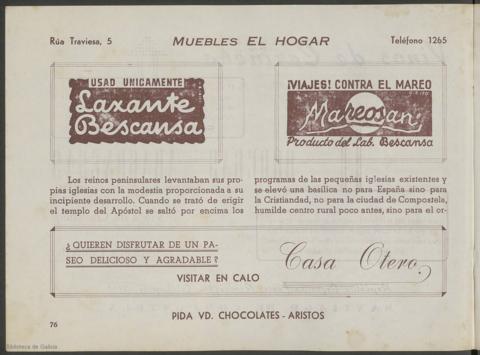 Rúa Traviesa, 5 MUEBLES EL HOGAR Teléfono 1265
USAD UNICAMENTE
Laxante
Bescansa
¡VIAJES! CONTRA EL MAREO
Mareosan
Producto del Lab. Bescansa
Los reinos peninsulares levantaban sus pro-
pias iglesias con la modestia proporcionada a su
incipiente desarrollo. Cuando se trató de erigir
el templo del Apóstol se saltó por encima los
programas de las pequeñas iglesias existentes y
se elevó una basílica no para España sino para
la Cristiandad, no para la ciudad de Compostela,
humilde centro rural poco antes, sino para el or-
¿QUIEREN DISFRUTAR DE UN PA-
SEO DELICIOSO Y AGRADABLE?
VISITAR EN CALO
Casa Otero.
PIDA VD. CHOCOLATES - ARISTOS
76
Biblioteca de Galicia